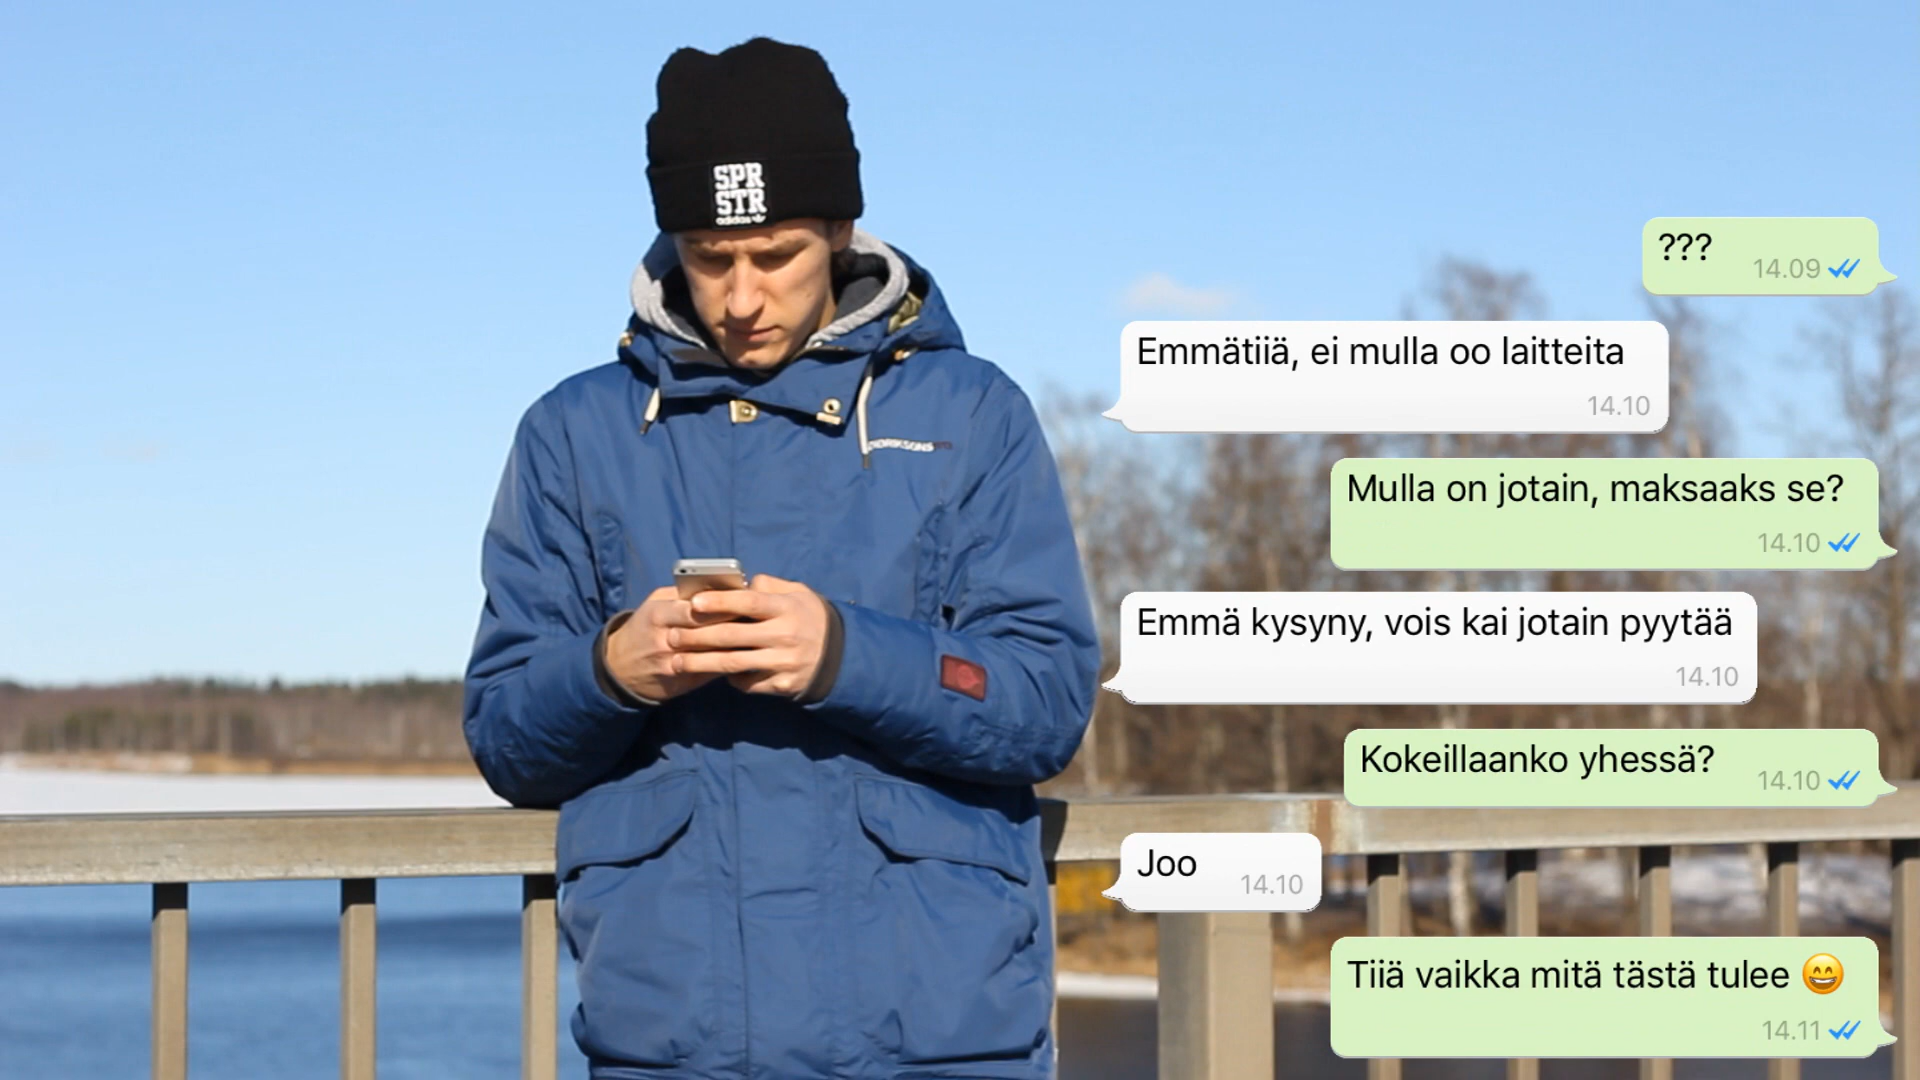 SPR
STR
adidas
???
14.09
Emmätiiä, ei mulla oo laitteita
14.10
Mulla on jotain, maksaaks se?
14.10
Emmä kysyny, vois kai jotain pyytää
14.10
Kokeillaanko yhessä?
14.10
Joo
14.10
Tiiä vaikka mitä tästä tulee 😄
14.11